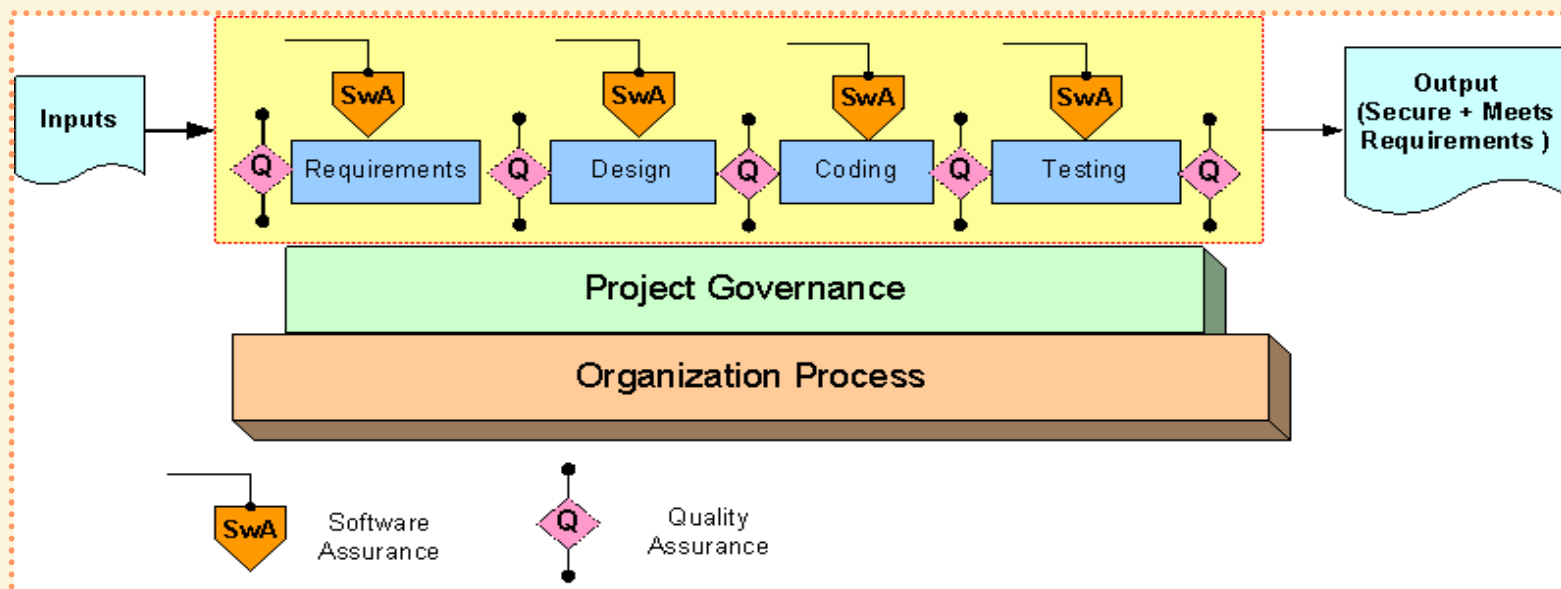 Inputs
SwA
SwA
SwA
SwA
Output
(Secure + Meets
Requirements )
Q
Requirements
Q
Design
Q
Coding
Q
Testing
Q
Project Governance
Organization Process
SwA
Software
Assurance
Q
Quality
Assurance